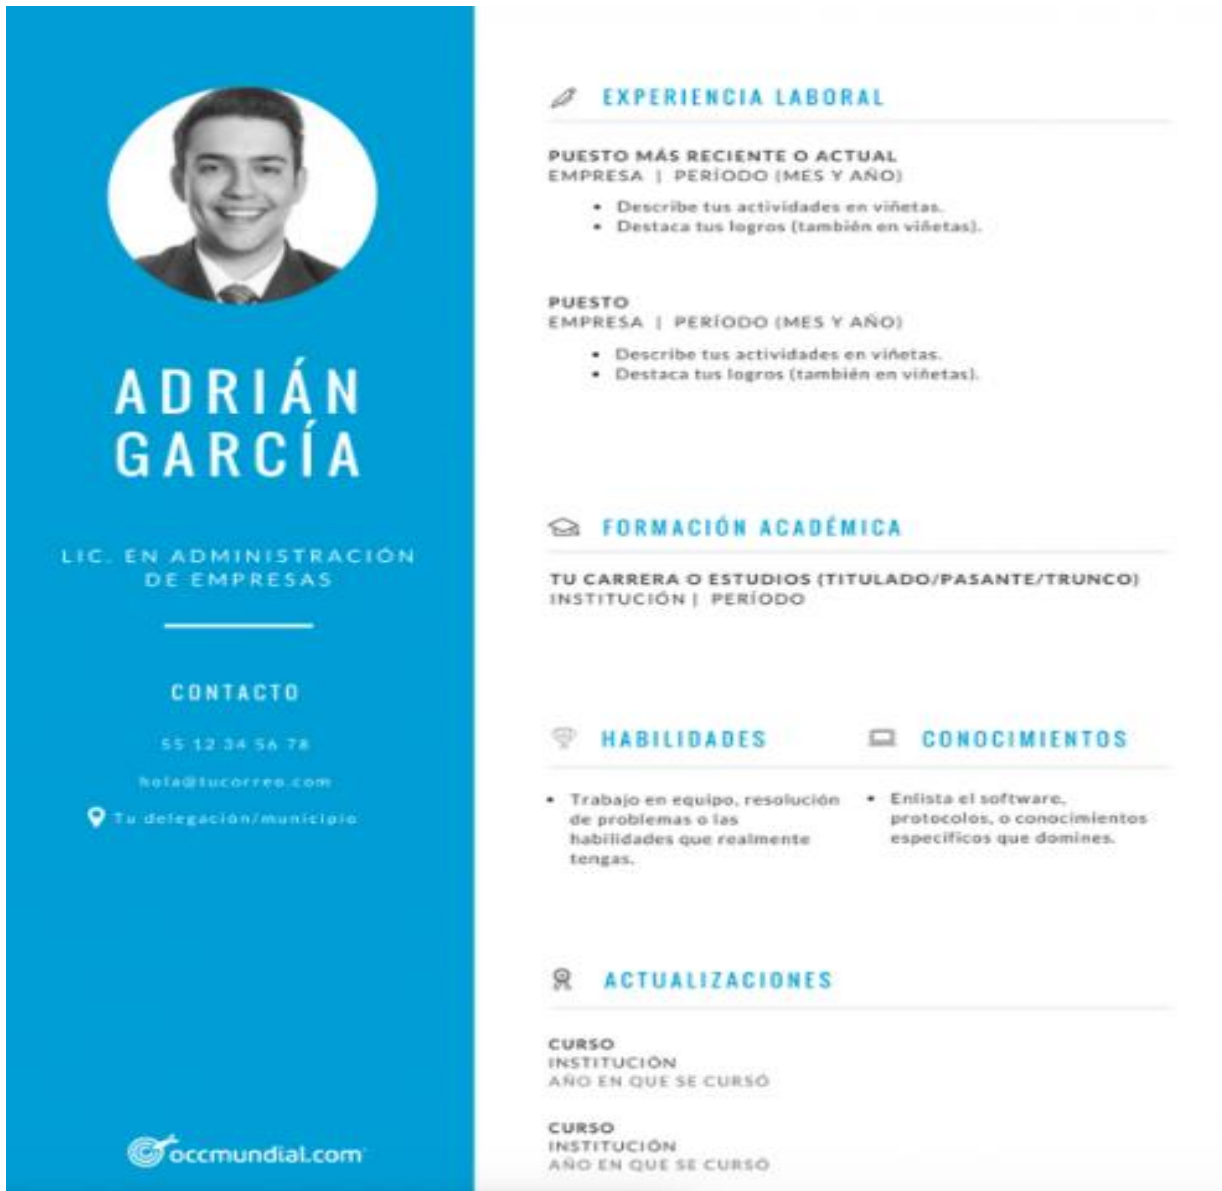 ADRIÁN
GARCÍA
LIC. EN ADMINISTRACIÓN
DE EMPRESAS
CONTACTO
55 12 34 56 78
hola@tucorreo.com
Tu delegación/municipio
occmundial.com
EXPERIENCIA LABORAL
PUESTO MÁS RECIENTE O ACTUAL
EMPRESA | PERÍODO (MES Y AÑO)
• Describe tus actividades en viñetas.
• Destaca tus logros (también en viñetas).
PUESTO
EMPRESA | PERÍODO (MES Y AÑO)
• Describe tus actividades en viñetas.
• Destaca tus logros (también en viñetas).
FORMACIÓN ACADÉMICA
TU CARRERA O ESTUDIOS (TITULADO/PASANTE/TRUNCO)
INSTITUCIÓN | PERÍODO
HABILIDADES
• Trabajo en equipo, resolución
de problemas o las
habilidades que realmente
tengas.
CONOCIMIENTOS
• Enlista el software,
protocolos, o conocimientos
específicos que domines.
ACTUALIZACIONES
CURSO
INSTITUCIÓN
AÑO EN QUE SE CURSÓ
CURSO
INSTITUCIÓN
AÑO EN QUE SE CURSÓ